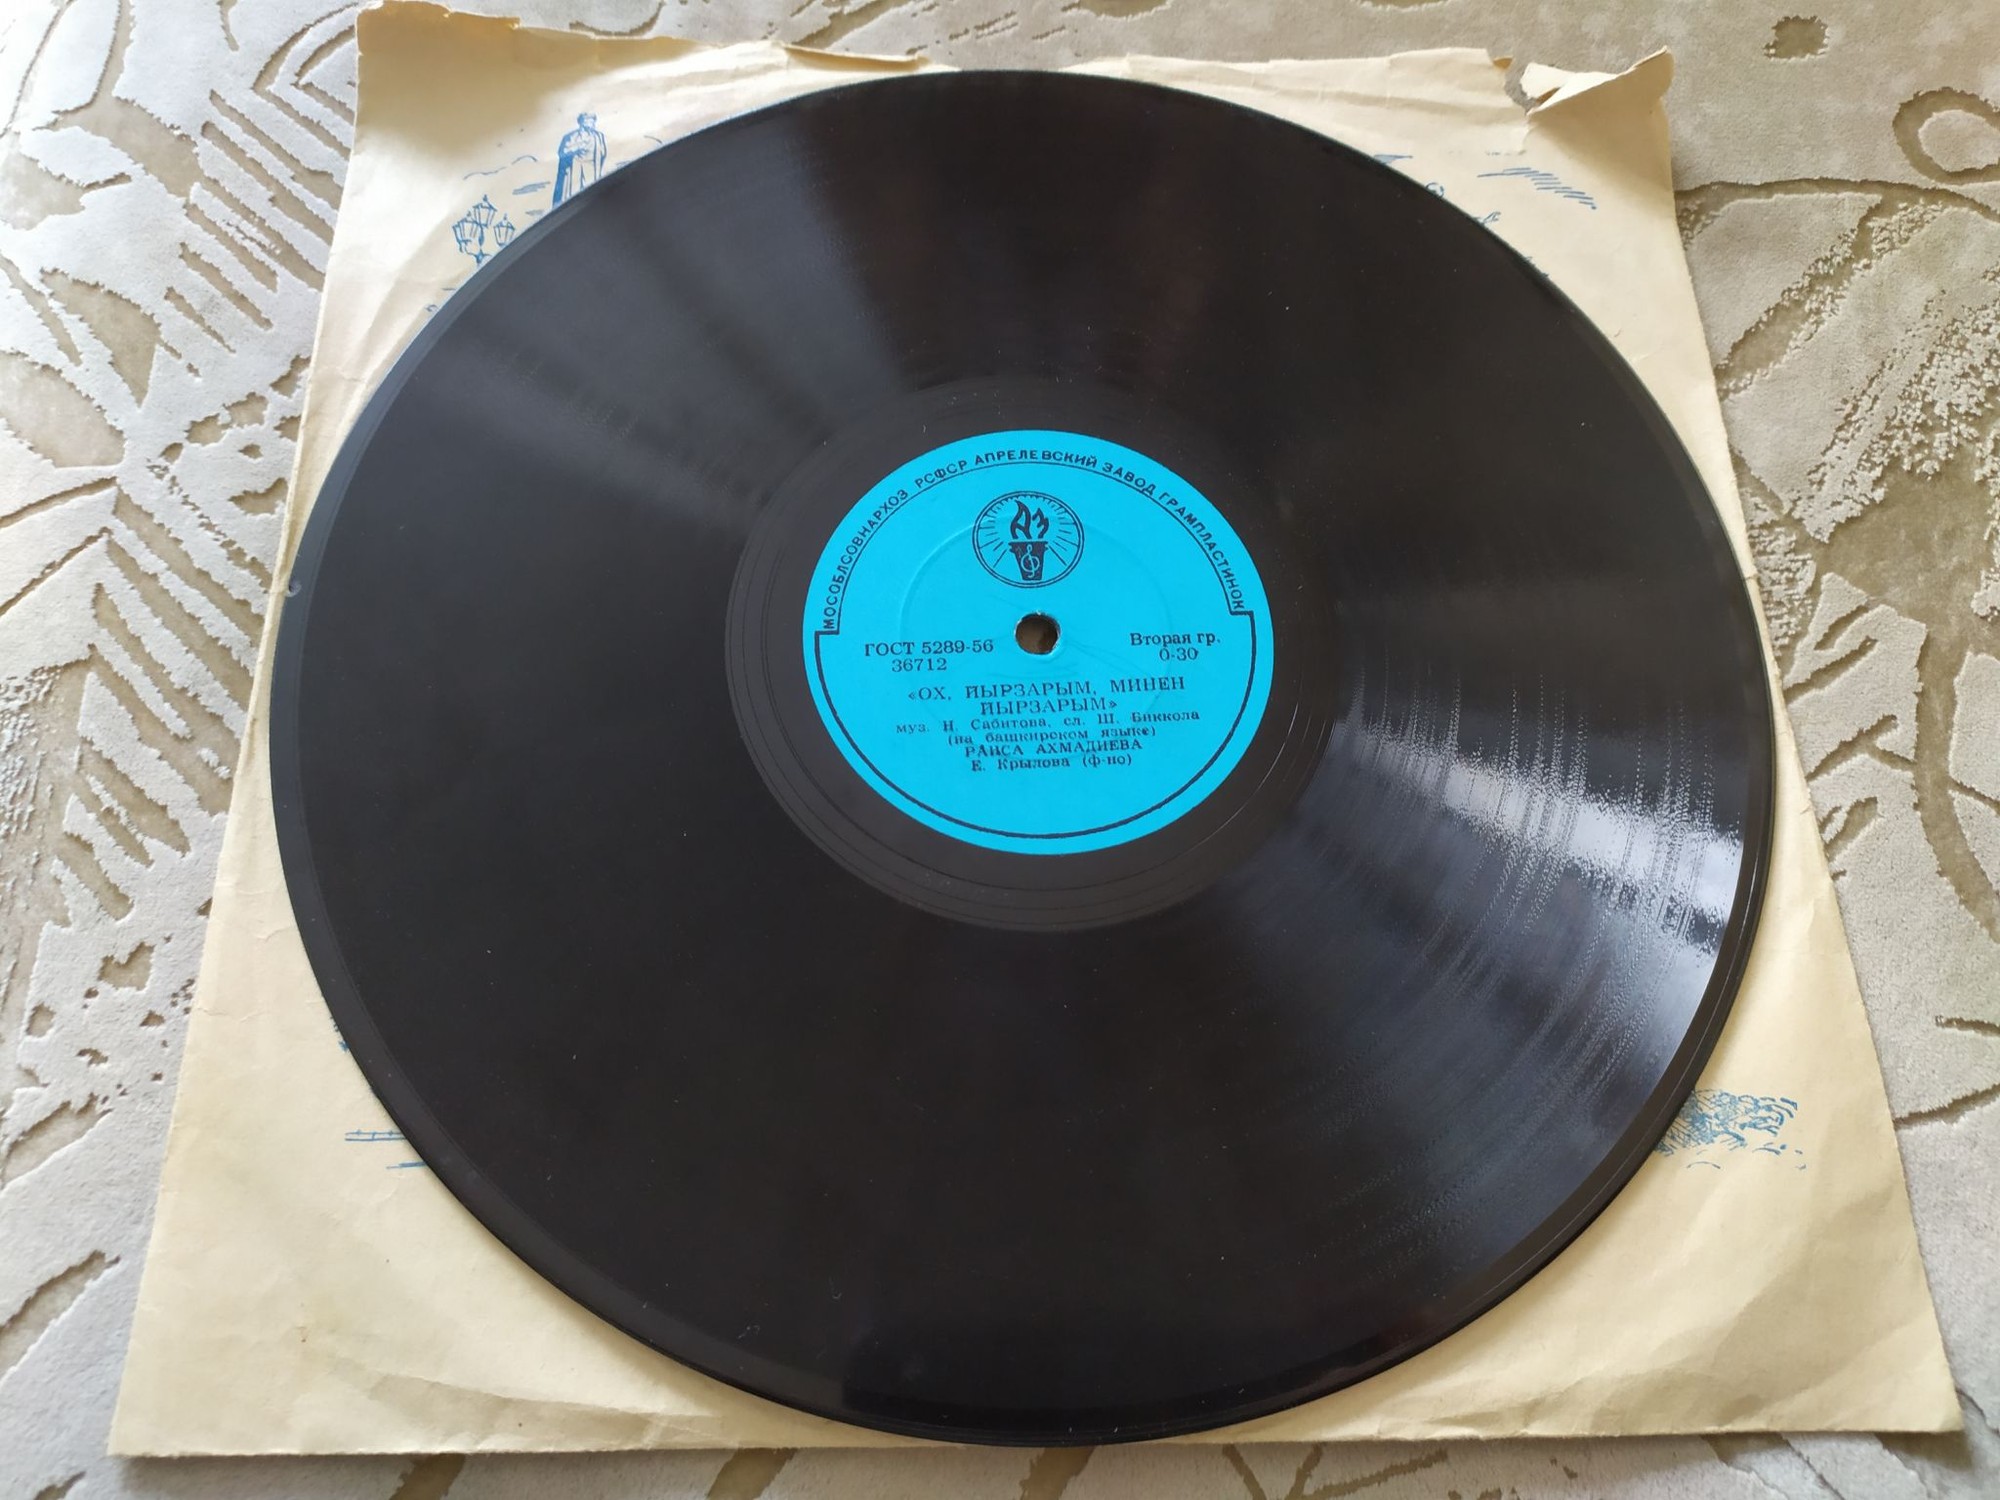 МОСОБЛСОВНАРХОЗ РСФСР АПРЕЛЕВСКИЙ ЗАВОД ГРАМПЛАСТИНОК
АЗ
ГОСТ 5289-56 Вторая гр.
36712 0-30
«ОХ, ЙЫРЗАРЫМ, МИНЕН
ЙЫРЗАРЫМ»
муз. Н. Сабитова, сл. Ш. Биккола
(на башкирском языке)
РАИСА АХМАДИЕВА
Е. Крылова (ф-но)